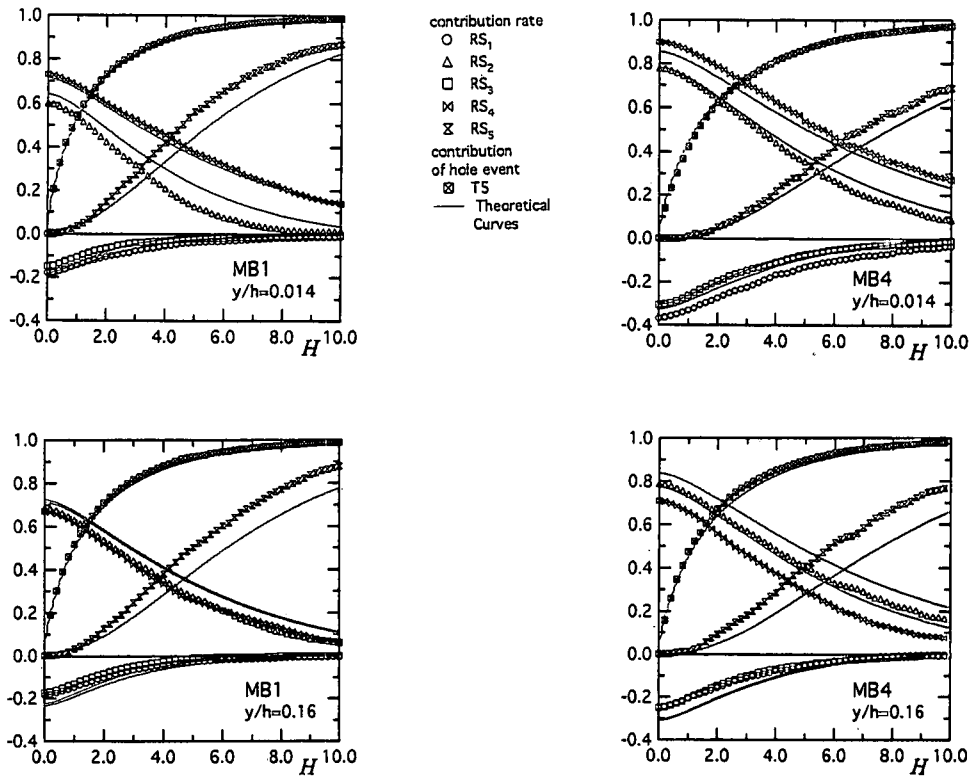 1.0
0.8
0.6
0.4
0.2
0.0
-0.2
-0.4
0.0 2.0 4.0 6.0 8.0 10.0
H
MB1
y/h=0.014
contribution rate
RS1
RS2
RS3
RS4
RS5
contribution
of hole event
TS
Theoretical
Curves
1.0
0.8
0.6
0.4
0.2
0.0
-0.2
-0.4
0.0 2.0 4.0 6.0 8.0 10.0
H
MB4
y/h=0.014
1.0
0.8
0.6
0.4
0.2
0.0
-0.2
-0.4
0.0 2.0 4.0 6.0 8.0 10.0
H
MB1
y/h=0.16
1.0
0.8
0.6
0.4
0.2
0.0
-0.2
-0.4
0.0 2.0 4.0 6.0 8.0 10.0
H
MB4
y/h=0.16